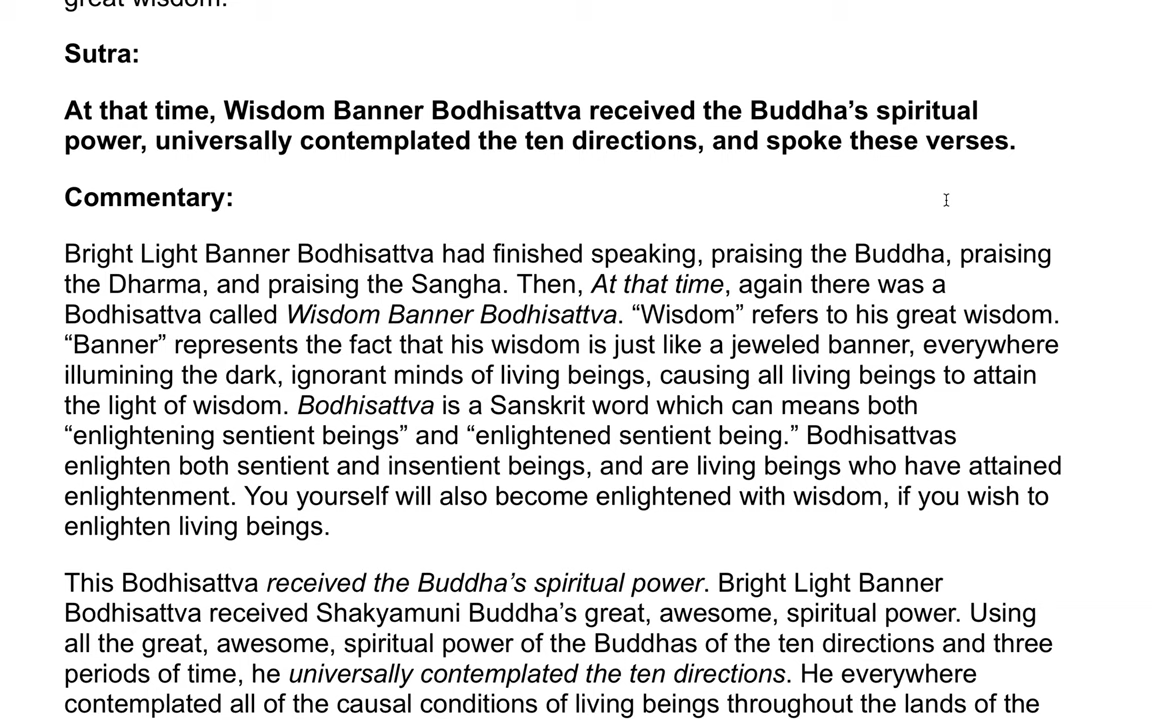 great wisdom.
Sutra:
At that time, Wisdom Banner Bodhisattva received the Buddha’s spiritual
power, universally contemplated the ten directions, and spoke these verses.
Commentary:
Bright Light Banner Bodhisattva had finished speaking, praising the Buddha, praising
the Dharma, and praising the Sangha. Then, At that time, again there was a
Bodhisattva called Wisdom Banner Bodhisattva. “Wisdom” refers to his great wisdom.
“Banner” represents the fact that his wisdom is just like a jeweled banner, everywhere
illumining the dark, ignorant minds of living beings, causing all living beings to attain
the light of wisdom. Bodhisattva is a Sanskrit word which can means both
“enlightening sentient beings” and “enlightened sentient being.” Bodhisattvas
enlighten both sentient and insentient beings, and are living beings who have attained
enlightenment. You yourself will also become enlightened with wisdom, if you wish to
enlighten living beings.
This Bodhisattva received the Buddha’s spiritual power. Bright Light Banner
Bodhisattva received Shakyamuni Buddha’s great, awesome, spiritual power. Using
all the great, awesome, spiritual power of the Buddhas of the ten directions and three
periods of time, he universally contemplated the ten directions. He everywhere
contemplated all of the causal conditions of living beings throughout the lands of the